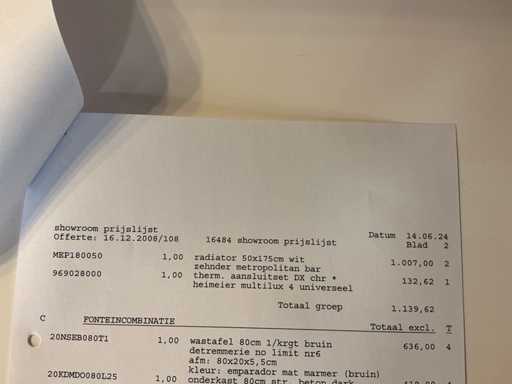 showroom prijslijst
Offerte: 16.12.2008/108 16484 showroom prijslijst Datum 14.06.24
Blad 2
MEP180050 1,00 radiator 50x175cm wit 1.007,00 2
zehnder metropolitan bar
969028000 1,00 therm. aansluitset DX chr * 132,62 1
heimeier multilux 4 universeel
Totaal groep 1.139,62
C FONTEINCOMBINATIE Totaal excl. T
20NSEB080T1 1,00 wastafel 80cm 1/krgt bruin 636,00 4
detremmerie no limit nr6
afm: 80x20x5,5cm
kleur: emparador mat marmer (bruin)
20KDMDO080L25 1,00 onderkast 80cm str. beton dark